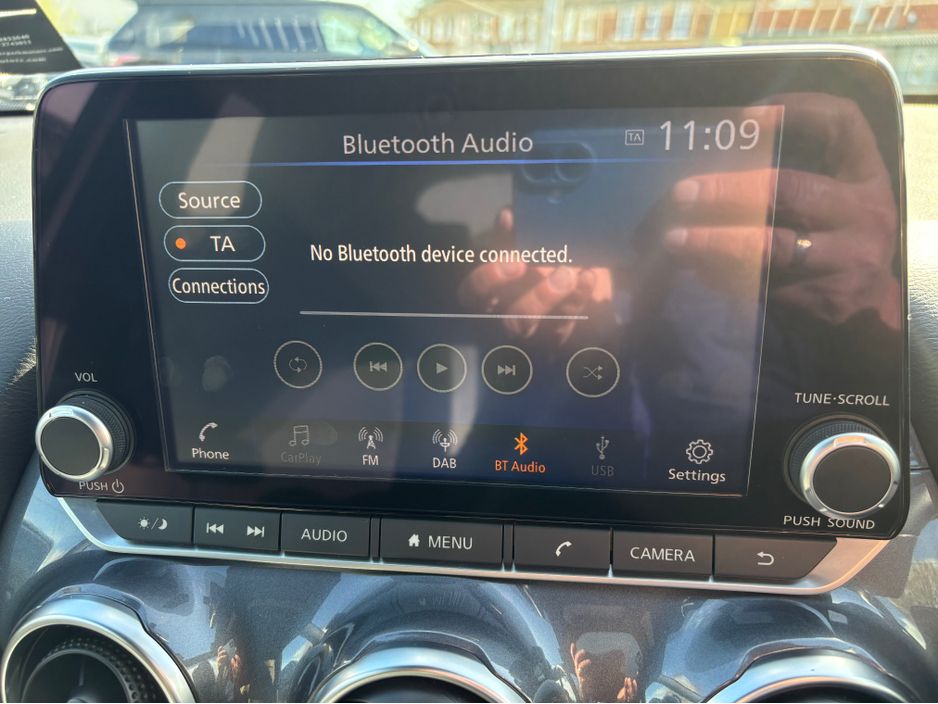 Bluetooth Audio
TA
11:09
Source
TA
No Bluetooth device connected.
Connections
VOL
TUNE·SCROLL
Phone
CarPlay
FM
DAB
BT Audio
USB
Settings
PUSH
PUSH SOUND
AUDIO
MENU
CAMERA